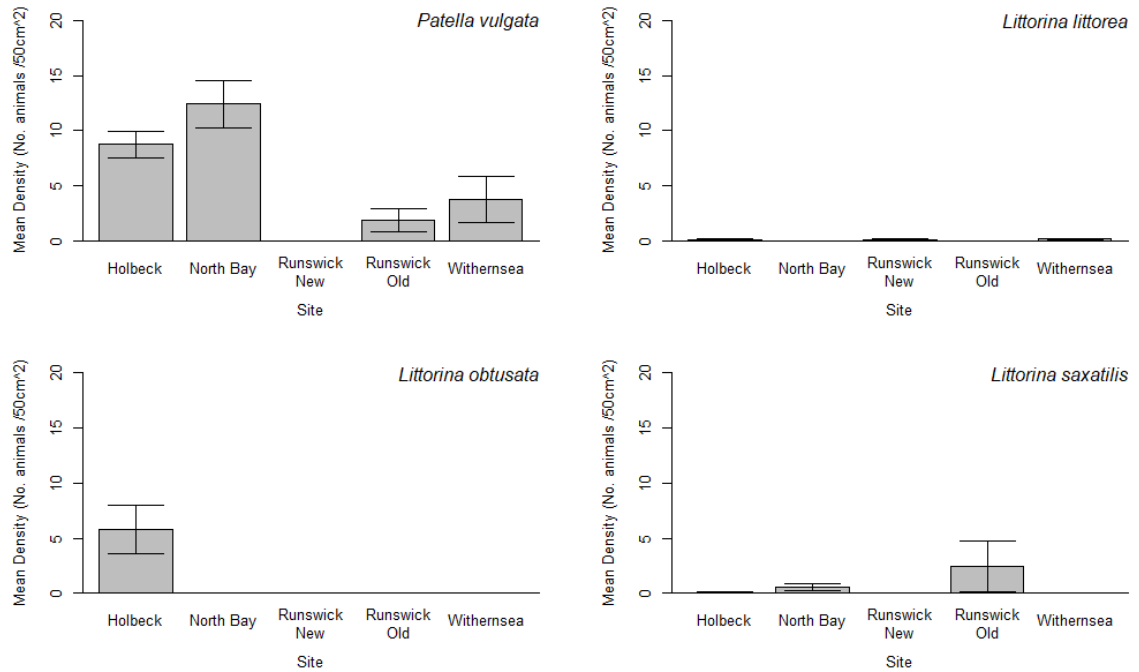 Patella vulgata
Mean Density (No. animals /50cm^2)
20
15
10
5
0
Holbeck North Bay Runswick New Runswick Old Withernsea
Site
Littorina littorea
Mean Density (No. animals /50cm^2)
20
15
10
5
0
Holbeck North Bay Runswick New Runswick Old Withernsea
Site
Littorina obtusata
Mean Density (No. animals /50cm^2)
20
15
10
5
0
Holbeck North Bay Runswick New Runswick Old Withernsea
Site
Littorina saxatilis
Mean Density (No. animals /50cm^2)
20
15
10
5
0
Holbeck North Bay Runswick New Runswick Old Withernsea
Site